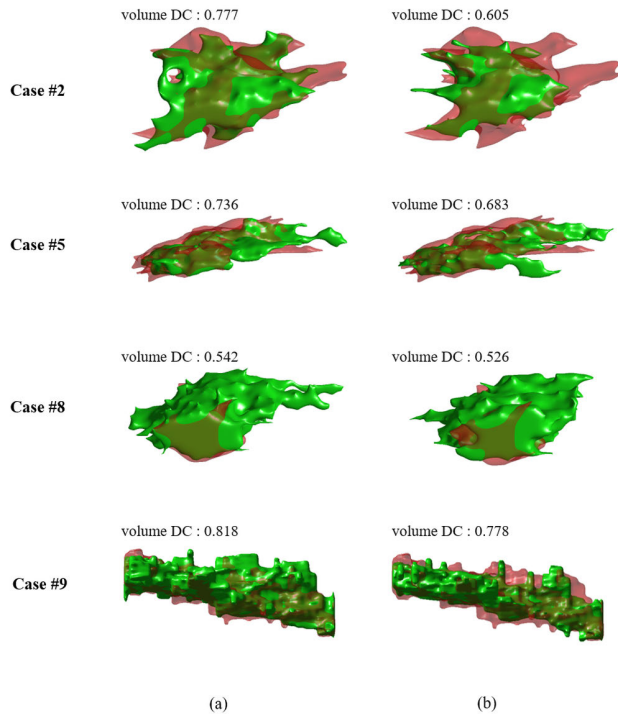 volume DC : 0.777
volume DC : 0.605
Case #2
volume DC : 0.736
volume DC : 0.683
Case #5
volume DC : 0.542
volume DC : 0.526
Case #8
volume DC : 0.818
volume DC : 0.778
Case #9
(a)
(b)